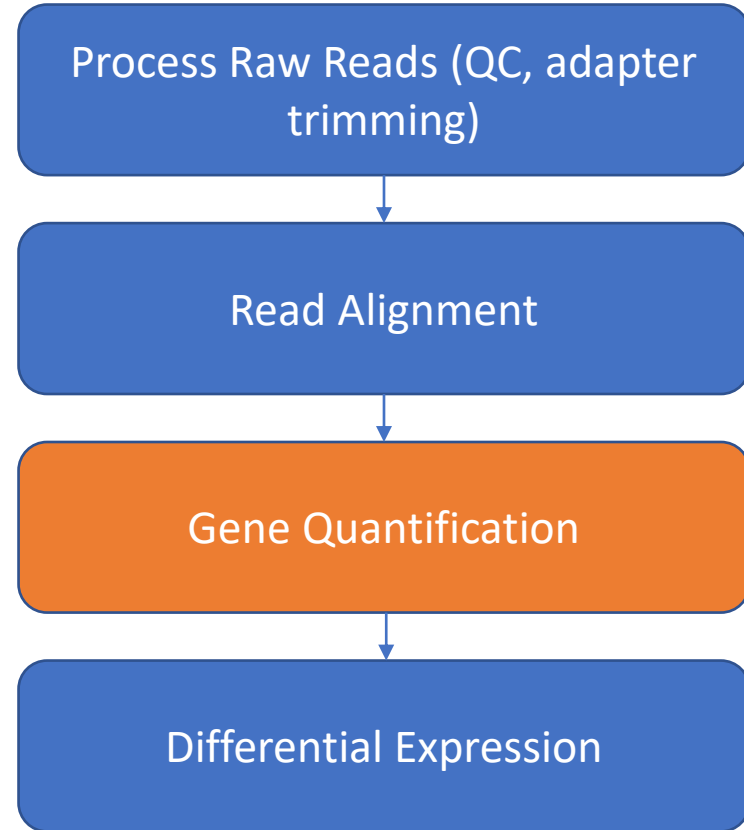 Process Raw Reads (QC, adapter
trimming)
Read Alignment
Gene Quantification
Differential Expression